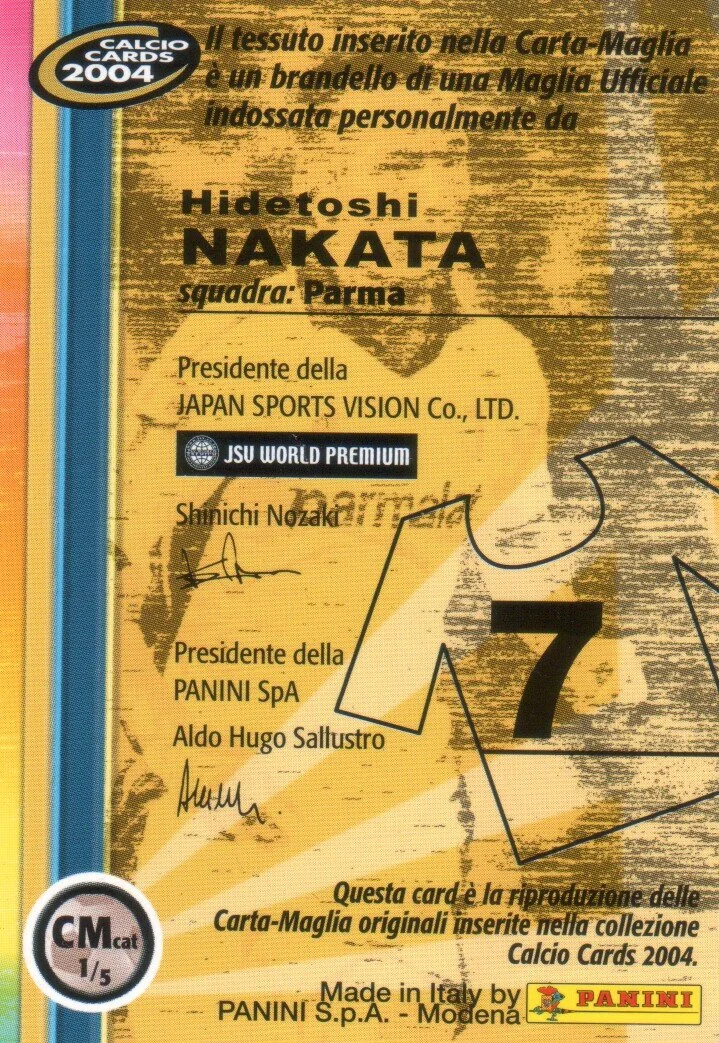 CALCIO
CARDS
2004
Il tessuto inserito nella Carta-Maglia
è un brandello di una Maglia Ufficiale
indossata personalmente da
Hidetoshi
NAKATA
squadra: Parma
Presidente della
JAPAN SPORTS VISION Co., LTD.
JSV WORLD PREMIUM
parmalat
Shinichi Nozaki
7
Presidente della
PANINI SpA
Aldo Hugo Sallustro
Questa card è la riproduzione delle
Carta-Maglia originali inserite nella collezione
Calcio Cards 2004.
CMcat
1/5
Made in Italy by
PANINI S.p.A. - Modena
PANINI